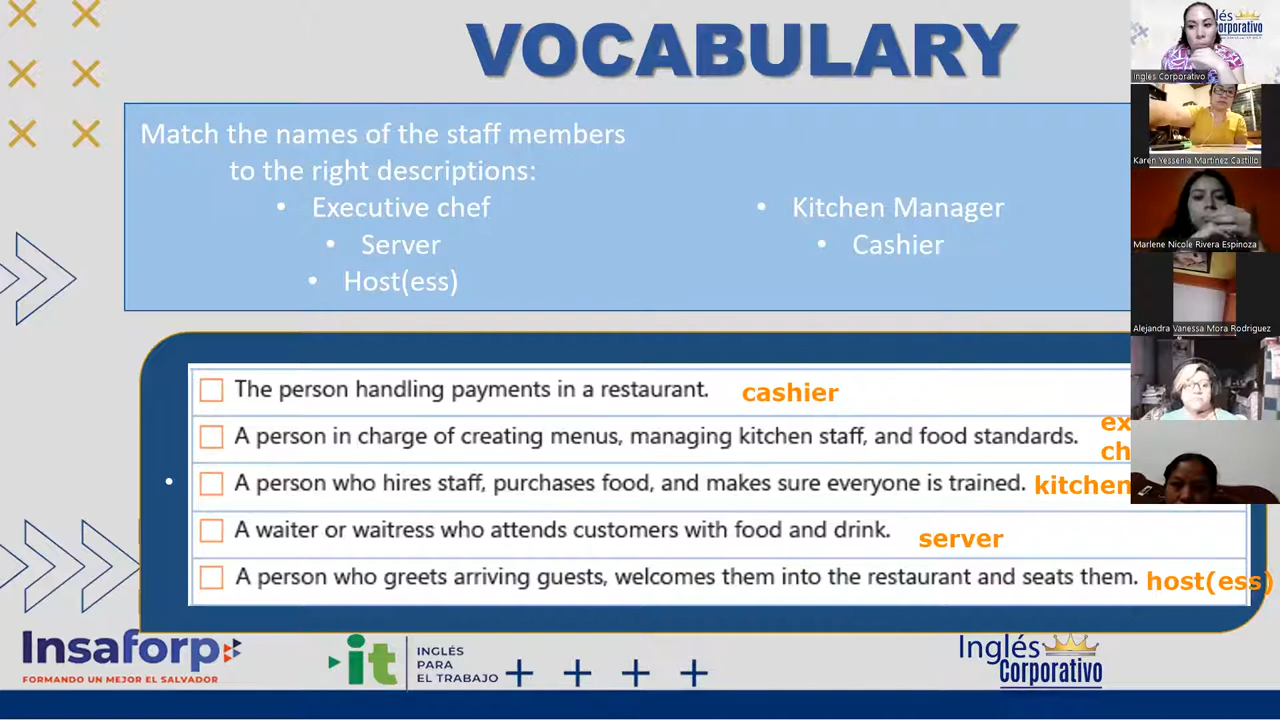 VOCABULARY
Match the names of the staff members
to the right descriptions:
• Executive chef
• Server
• Host(ess)
• Kitchen Manager
• Cashier
The person handling payments in a restaurant. cashier
A person in charge of creating menus, managing kitchen staff, and food standards. ex
ch
A person who hires staff, purchases food, and makes sure everyone is trained. kitchen
A waiter or waitress who attends customers with food and drink. server
A person who greets arriving guests, welcomes them into the restaurant and seats them. host(ess)
Insaforp
FORMANDO UN MEJOR EL SALVADOR
it
INGLÉS
PARA
EL TRABAJO
Inglés
Corporativo
Ingles Corporativo
Karen Yessenia Martinez Castillo
Marlene Nicole Rivera Espinoza
Alejandra Vanessa Mora Rodriguez